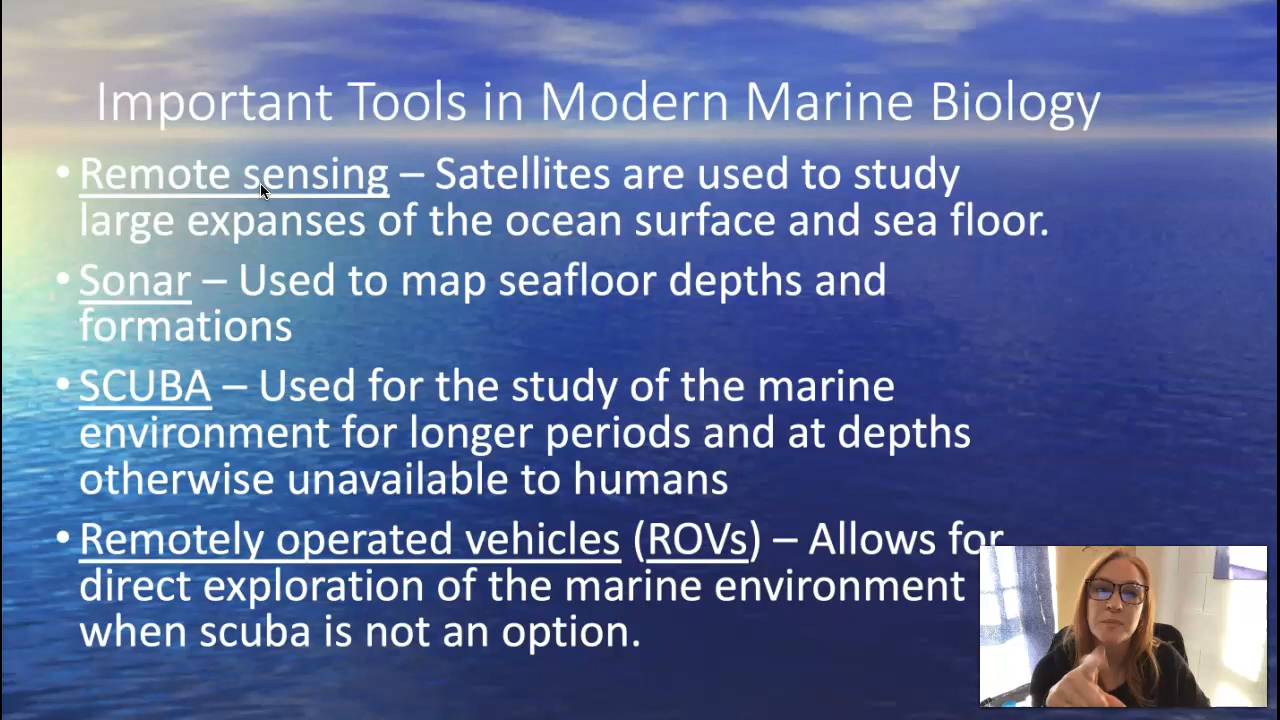 Important Tools in Modern Marine Biology
• Remote sensing – Satellites are used to study
large expanses of the ocean surface and sea floor.
• Sonar – Used to map seafloor depths and
formations
• SCUBA – Used for the study of the marine
environment for longer periods and at depths
otherwise unavailable to humans
• Remotely operated vehicles (ROVs) – Allows for
direct exploration of the marine environment
when scuba is not an option.